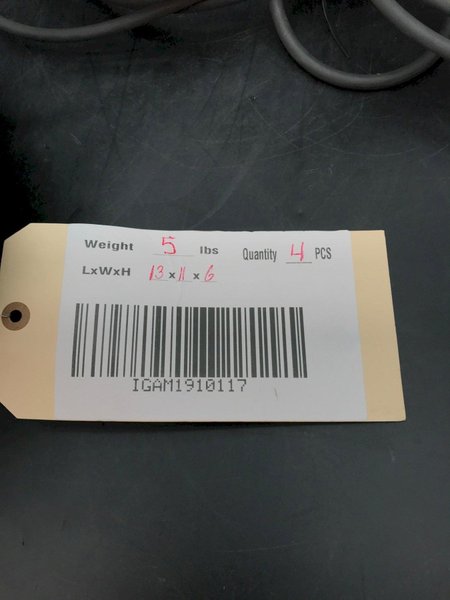 Weight 5 lbs Quantity 4 PCS
LxWxH 13 x 11 x 6
IGAM1910117